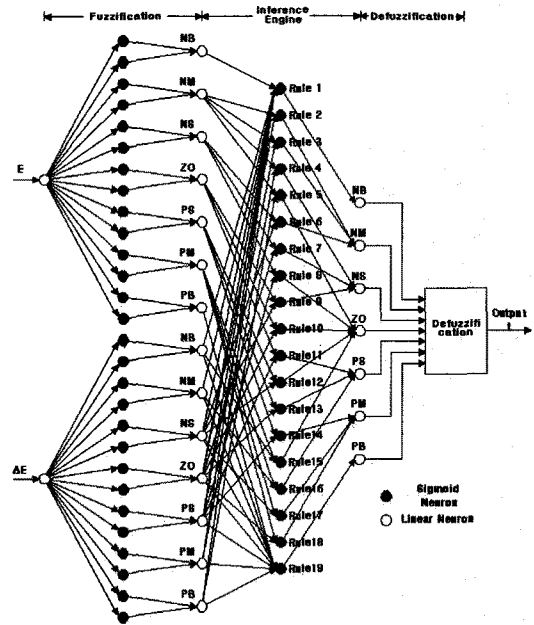 Fuzzification
Inference
Engine
Defuzzification
NB
NM
NS
ZO
PS
PM
PB
NB
NM
NS
ZO
PS
PM
PB
E
ΔE
Rule 1
Rule 2
Rule 3
Rule 4
Rule 5
Rule 6
Rule 7
Rule 8
Rule 9
Rule10
Rule11
Rule12
Rule13
Rule14
Rule15
Rule16
Rule17
Rule18
Rule19
NB
NM
NS
ZO
PS
PM
PB
Defuzzifi
cation
Output
Sigmoid
Neuron
Linear Neuron